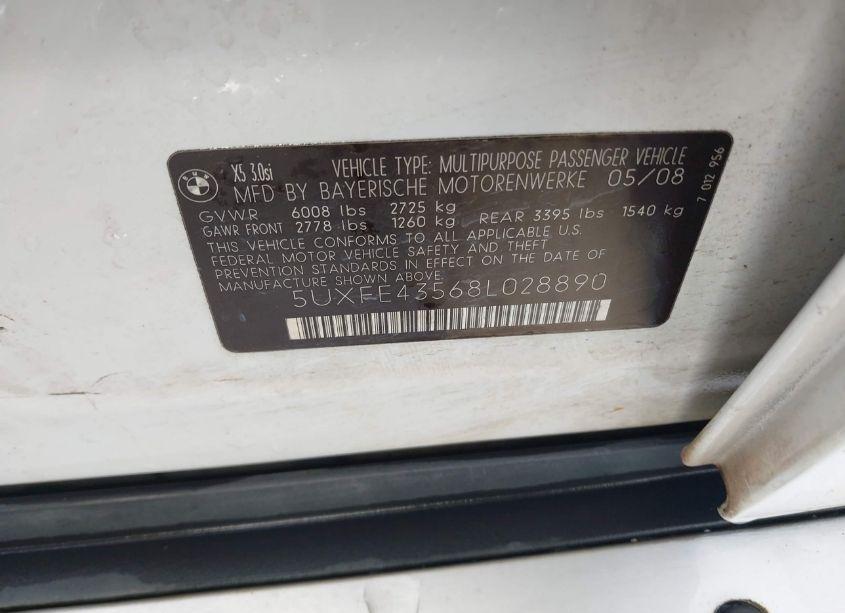 X5 3.0si VEHICLE TYPE: MULTIPURPOSE PASSENGER VEHICLE
MFD BY BAYERISCHE MOTORENWERKE 05/08
GVWR 6008 lbs 2725 kg
GAWR FRONT 2778 lbs 1260 kg REAR 3395 lbs 1540 kg
THIS VEHICLE CONFORMS TO ALL APPLICABLE U.S.
FEDERAL MOTOR VEHICLE SAFETY AND THEFT
PREVENTION STANDARDS IN EFFECT ON THE DATE OF
MANUFACTURE SHOWN ABOVE.
5UXFE43568L028890
7 012 956
BMW